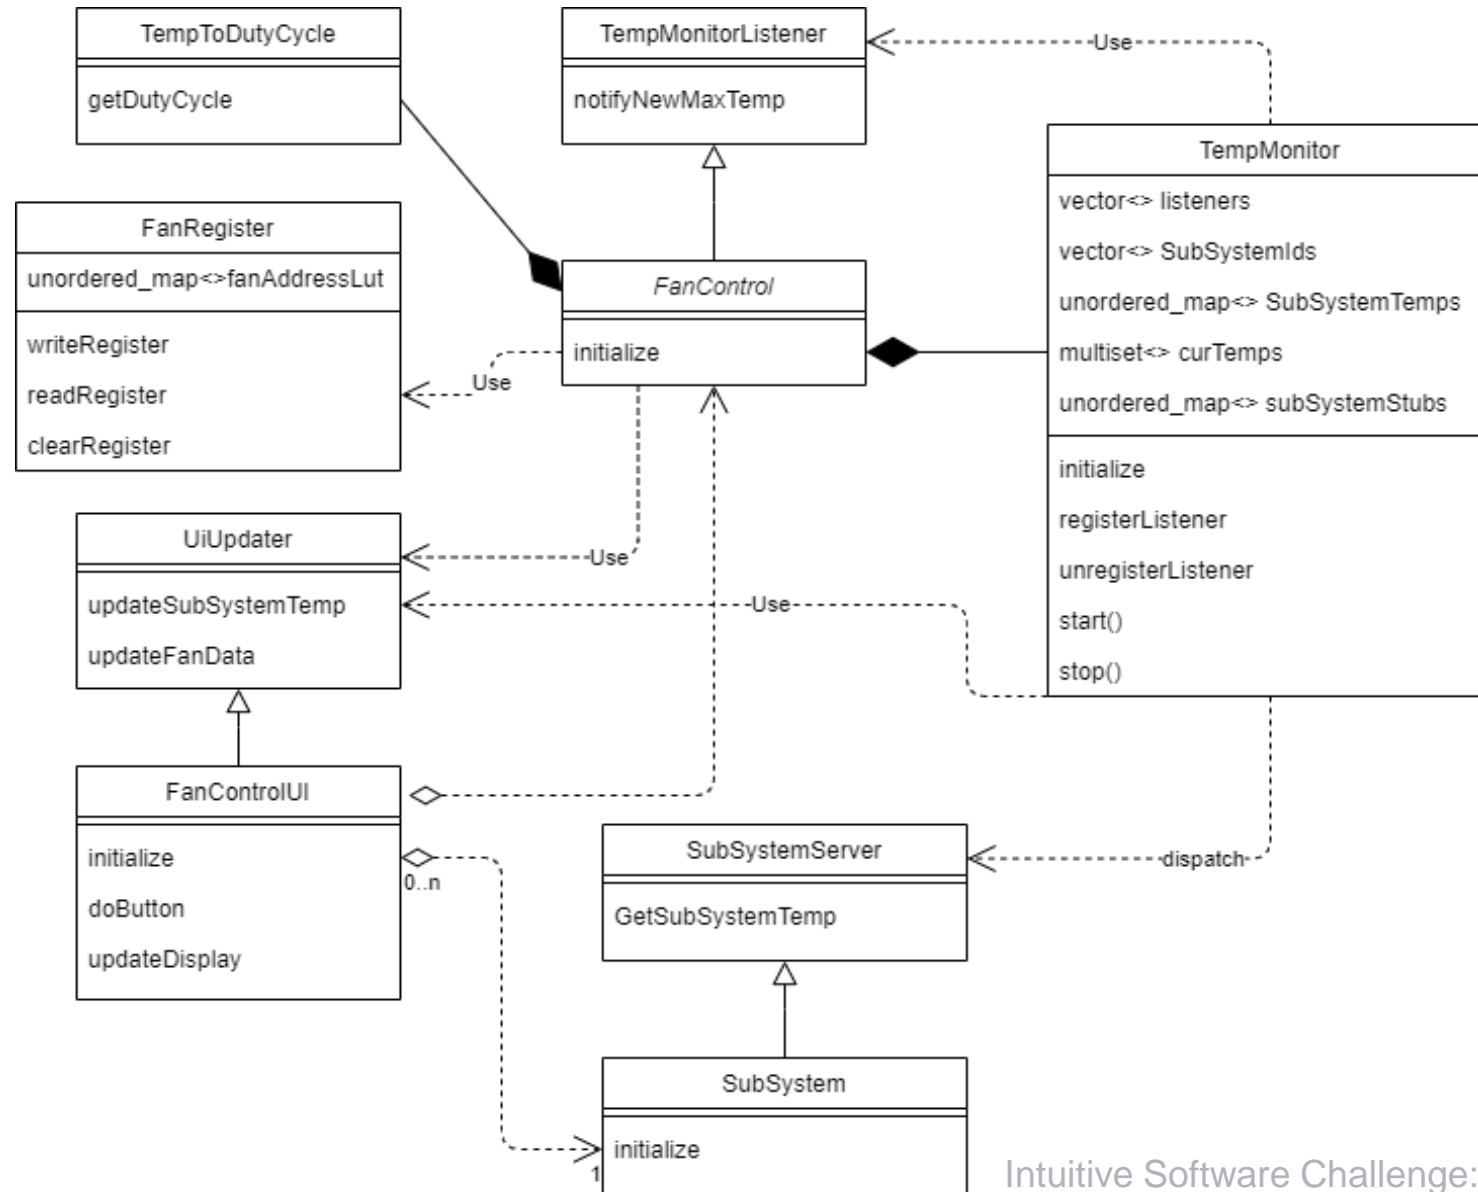 TempToDutyCycle
getDutyCycle
TempMonitorListener
notifyNewMaxTemp
Use
TempMonitor
vector<> listeners
vector<> SubSystemIds
unordered_map<> SubSystemTemps
multiset<> curTemps
unordered_map<> subSystemStubs
initialize
registerListener
unregisterListener
start()
stop()
FanRegister
unordered_map<>fanAddressLut
writeRegister
readRegister
clearRegister
FanControl
initialize
Use
UiUpdater
updateSubSystemTemp
updateFanData
Use
Use
FanControlUI
initialize
doButton
updateDisplay
0..n
SubSystemServer
GetSubSystemTemp
dispatch
SubSystem
initialize
1
Intuitive Software Challenge: